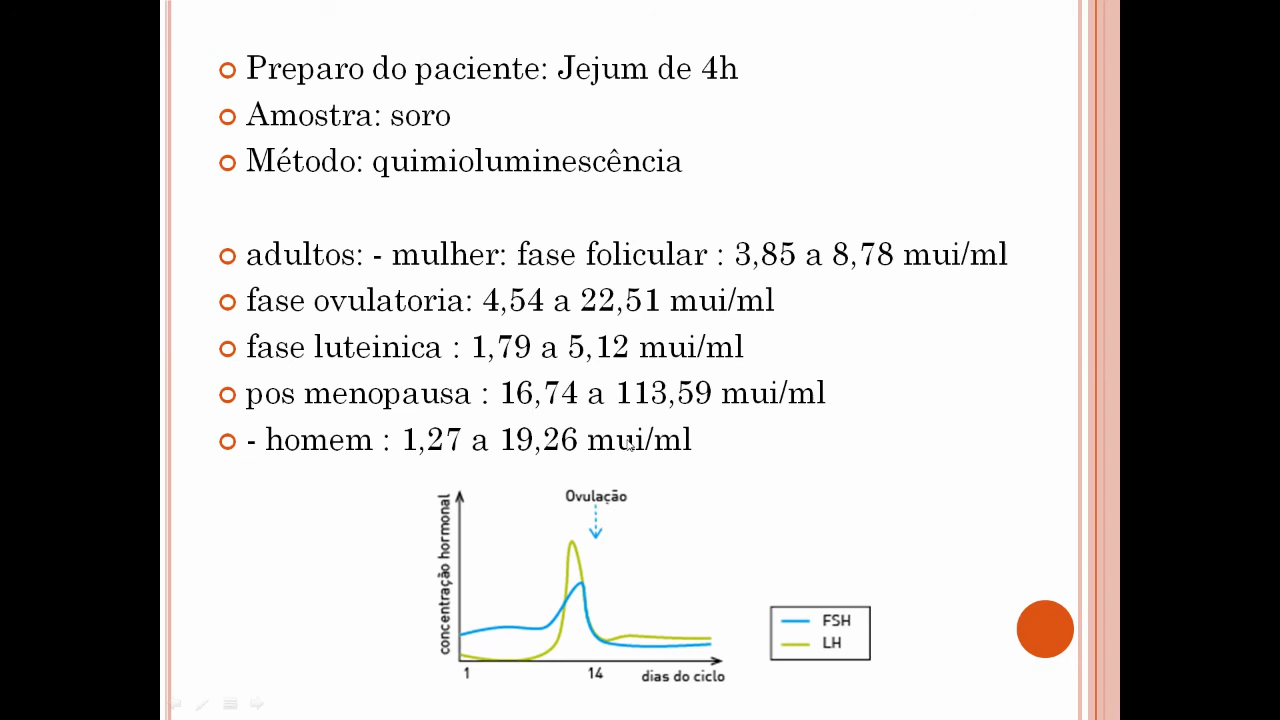 Preparo do paciente: Jejum de 4h
Amostra: soro
Método: quimioluminescência
adultos: - mulher: fase folicular : 3,85 a 8,78 mui/ml
fase ovulatoria: 4,54 a 22,51 mui/ml
fase luteinica : 1,79 a 5,12 mui/ml
pos menopausa : 16,74 a 113,59 mui/ml
- homem : 1,27 a 19,26 mui/ml
concentração hormonal
Ovulação
FSH
LH
1
14
dias do ciclo